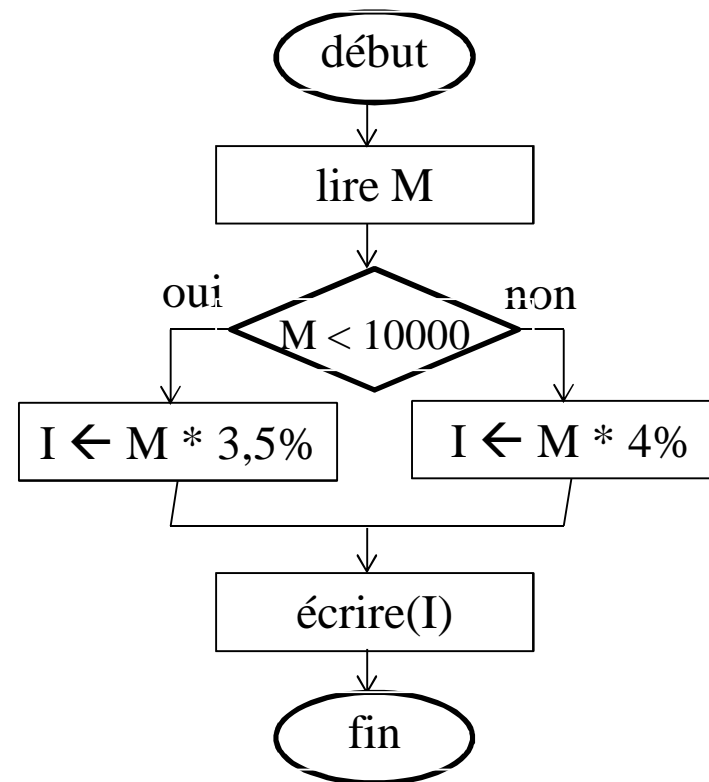 début
lire M
oui
non
M < 10000
I ← M * 3,5%
I ← M * 4%
écrire(I)
fin